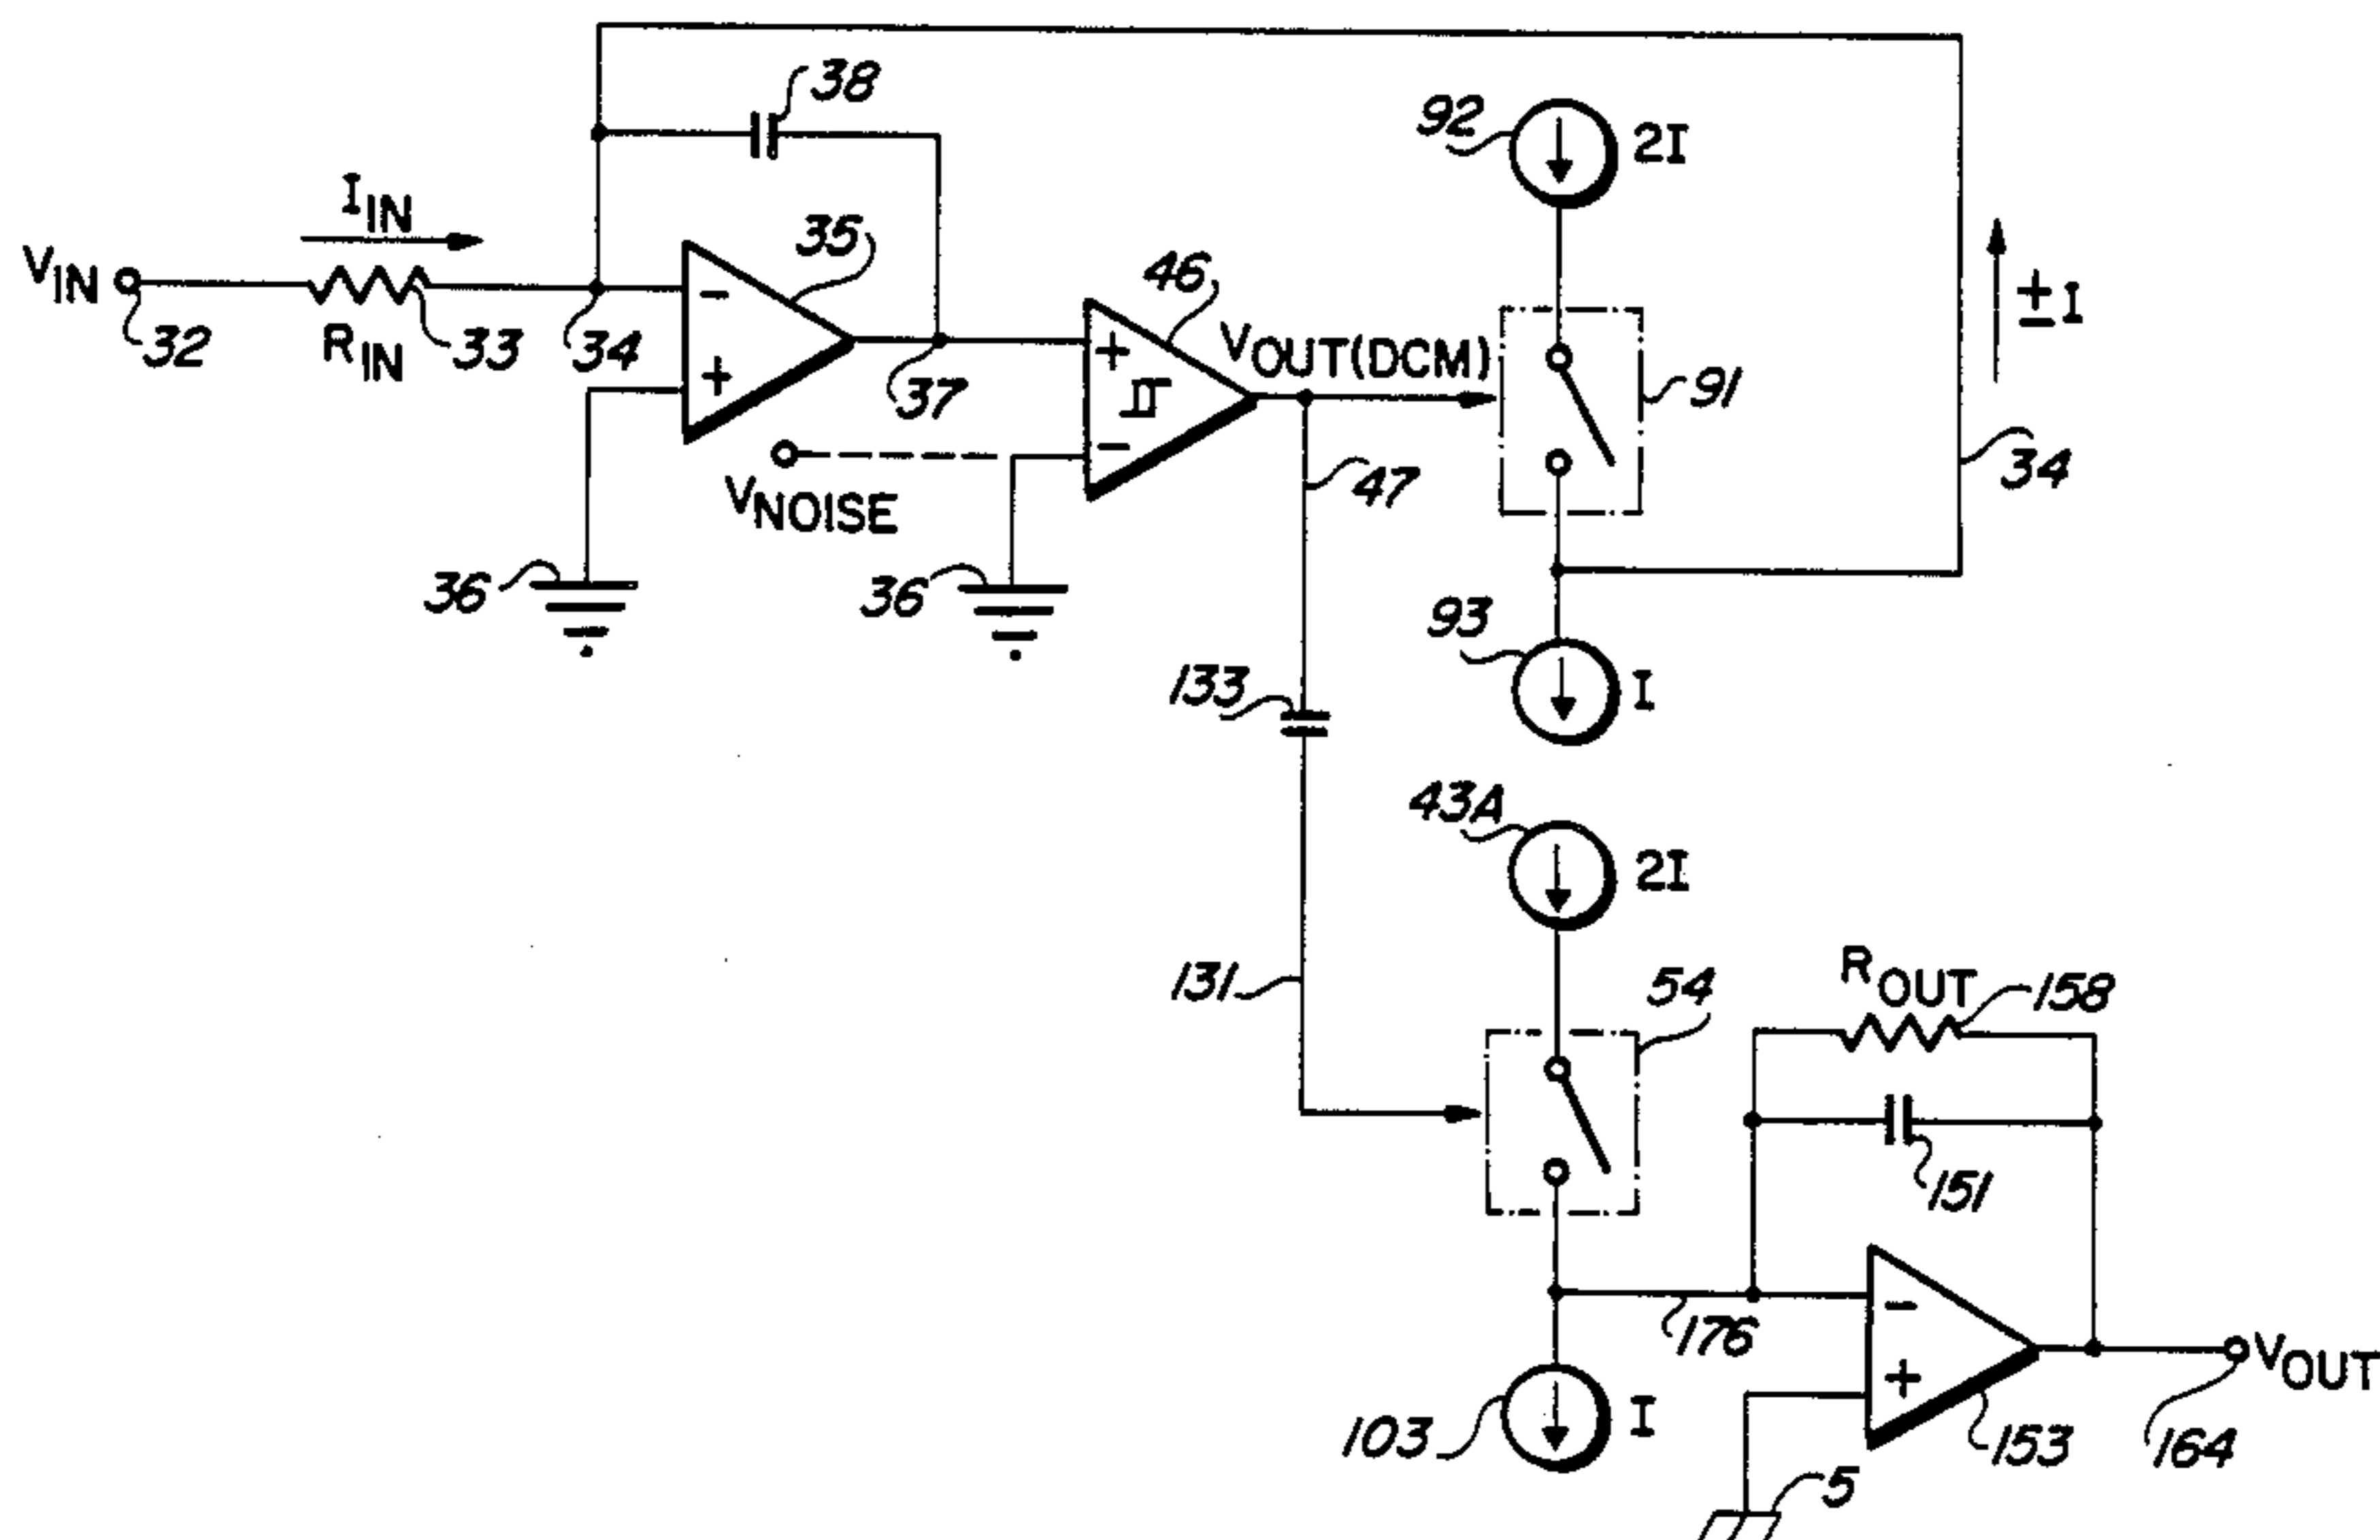 38
92
2I
I_IN
35
V_IN
32
R_IN
33
34
-
+
37
46
+
-
V_OUT(DCM)
91
± I
34
47
V_NOISE
36
36
93
I
133
43A
2I
131
54
R_OUT
158
151
176
-
+
103
I
153
V_OUT
164
5